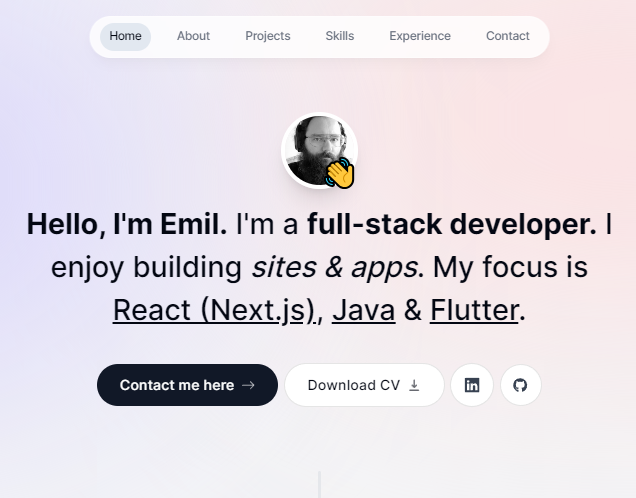 Home About Projects Skills Experience Contact
Hello, I'm Emil. I'm a full-stack developer. I
enjoy building sites & apps. My focus is
React (Next.js), Java & Flutter.
Contact me here → Download CV in